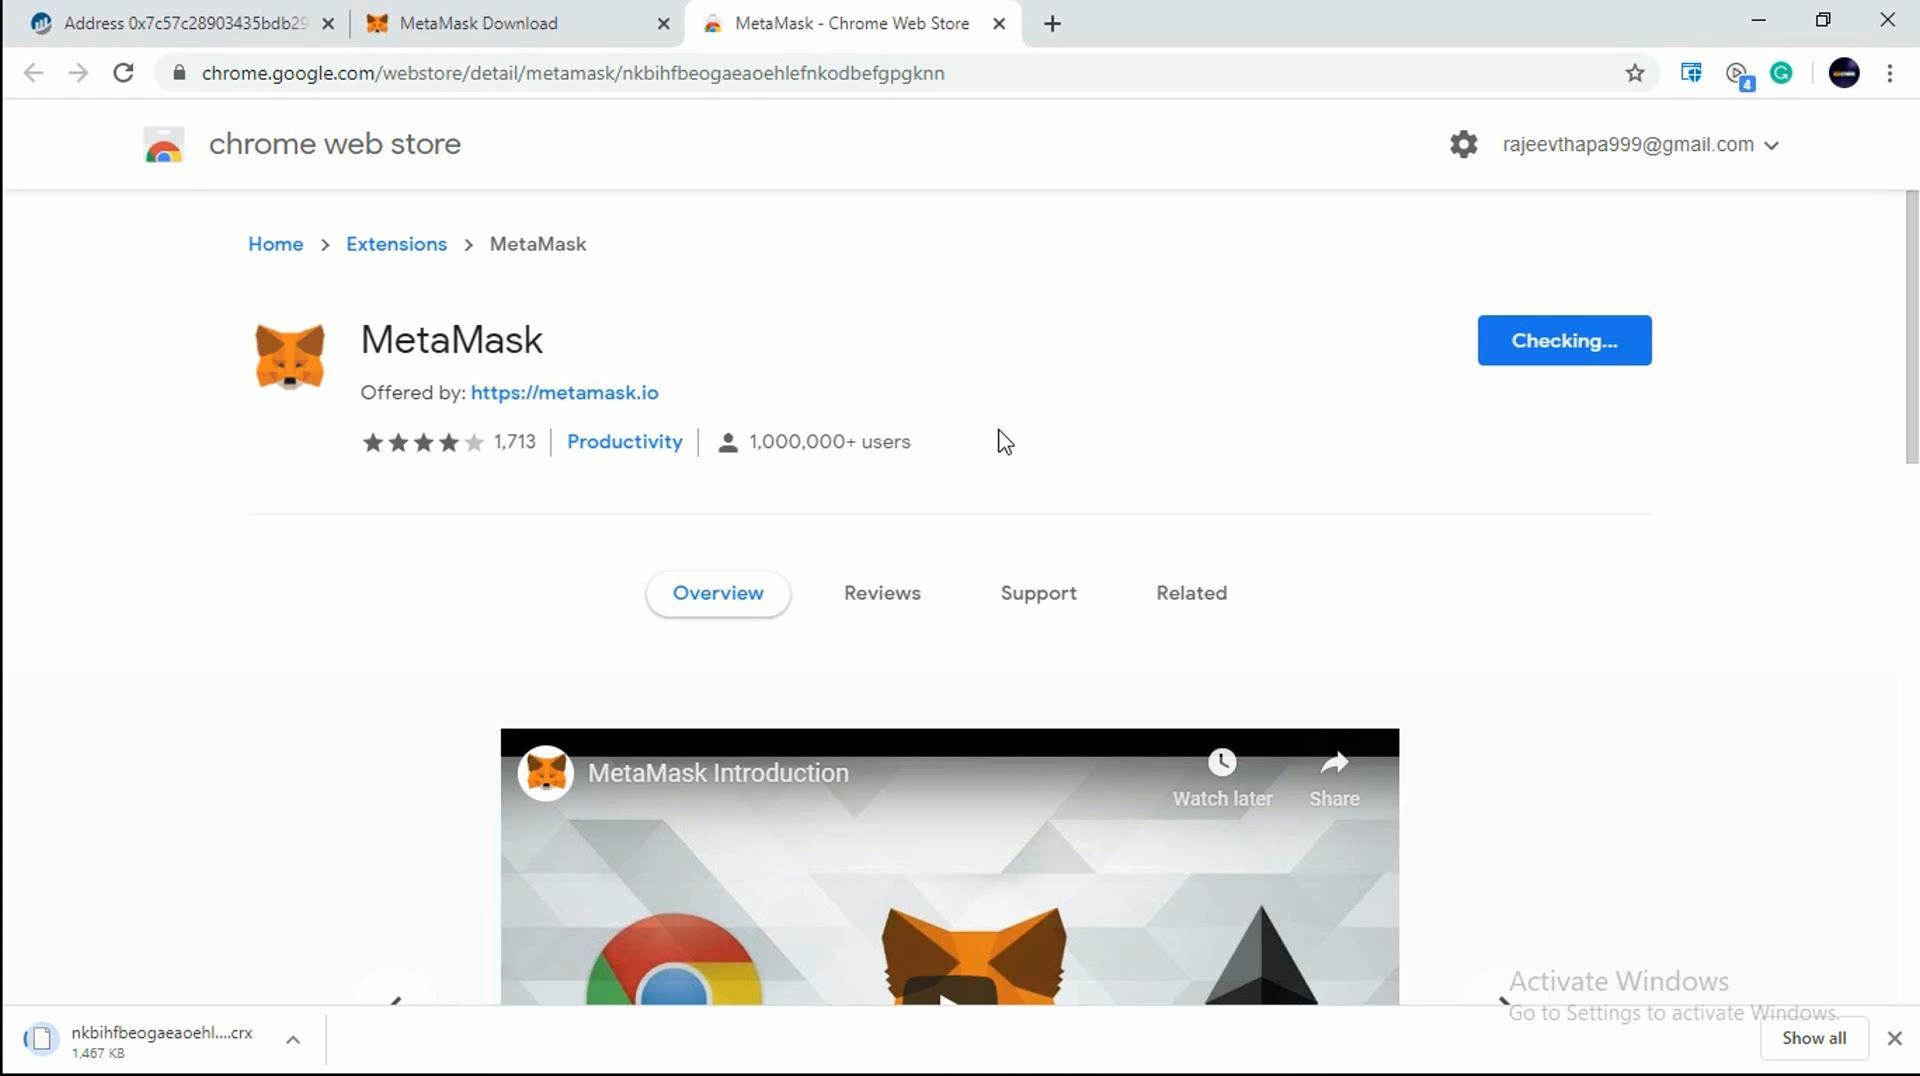 Address 0x7c57c28903435bdb29
MetaMask Download
MetaMask - Chrome Web Store
chrome.google.com/webstore/detail/metamask/nkbihfbeogaeaoehlefnkodbefgpgknn
4
chrome web store
rajeevthapa999@gmail.com
Home > Extensions > MetaMask
MetaMask
Checking...
Offered by: https://metamask.io
1,713
Productivity
1,000,000+ users
Overview
Reviews
Support
Related
MetaMask Introduction
Watch later
Share
Activate Windows
Go to Settings to activate Windows.
nkbihfbeogaeaoehl....crx
1,467 KB
Show all